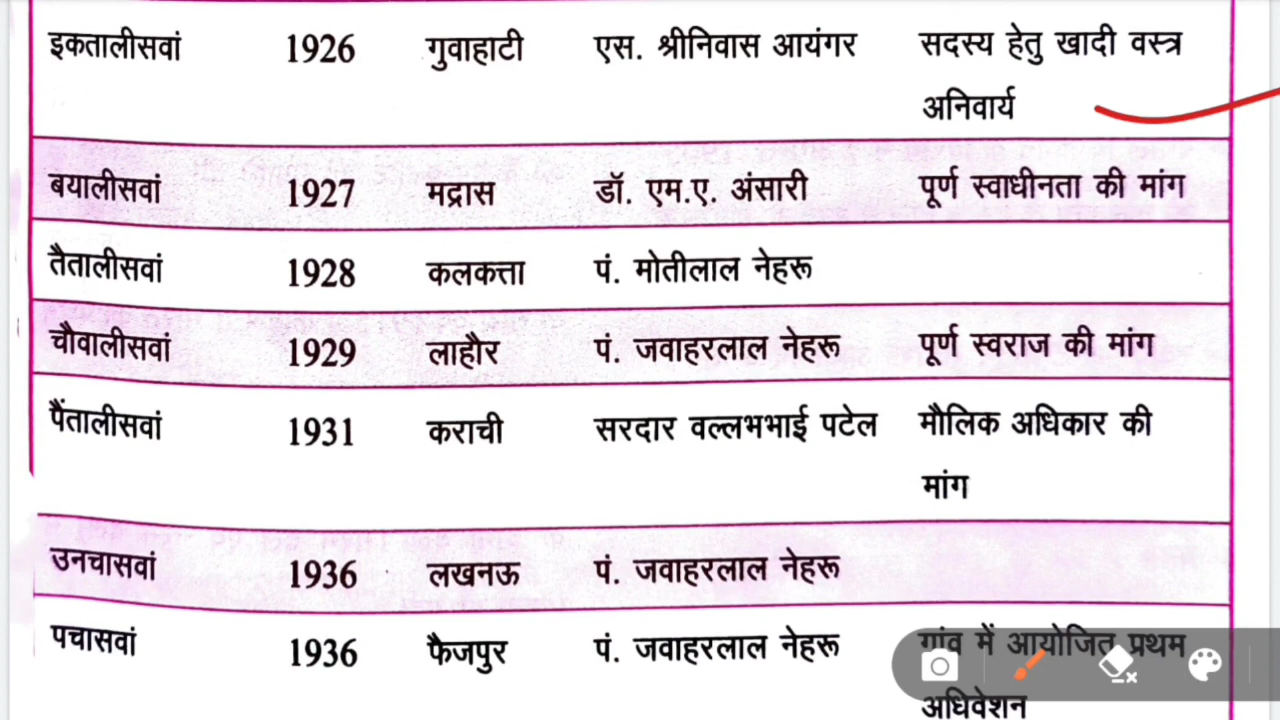 इकतालीसवां 1926 गुवाहाटी एस. श्रीनिवास आयंगर सदस्य हेतु खादी वस्त्र
अनिवार्य
बयालीसवां 1927 मद्रास डॉ. एम.ए. अंसारी पूर्ण स्वाधीनता की मांग
तैतालीसवां 1928 कलकत्ता पं. मोतीलाल नेहरू
चौवालीसवां 1929 लाहौर पं. जवाहरलाल नेहरू पूर्ण स्वराज की मांग
पैंतालीसवां 1931 कराची सरदार वल्लभभाई पटेल मौलिक अधिकार की
मांग
उनचासवां 1936 लखनऊ पं. जवाहरलाल नेहरू
पचासवां 1936 फैजपुर पं. जवाहरलाल नेहरू गांव में आयोजित प्रथम
अधिवेशन